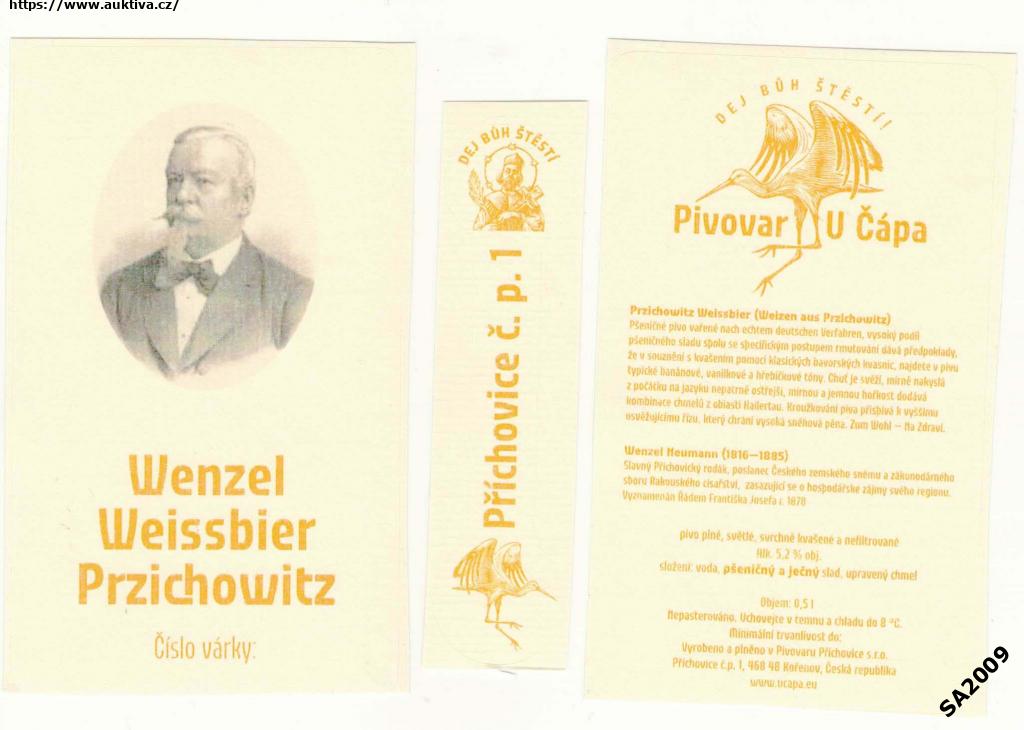 https://www.auktiva.cz/
Wenzel
Weissbier
Przichowitz
Číslo várky:
DEJ BŮH ŠTĚSTÍ
Příchovice č. p. 1
DEJ BŮH ŠTĚSTÍ!
Pivovar U Čápa
Przichowitz Weissbier (Weizen aus Przichowitz)
Pšeničné pivo vařené nach echtem deutschen Verfahren, vysoký podíl
pšeničného sladu spolu se specifickým postupem rmutování dává předpoklady,
že v souznění s kvašením pomocí klasických bavorských kvasnic, najdete v pivu
typické banánové, vanilkové a hřebíčkové tóny. Chuť je svěží, mírně nakyslá
z počátku na jazyku nepatrně ostřejší, mírnou a jemnou hořkost dodává
kombinace chmelů z oblasti Hallertau. Kroužkování piva přispívá k vyššímu
osvěžujícímu řízu, který chrání vysoká sněhová pěna. Zum Wohl – Na Zdraví.
Wenzel Neumann (1816–1885)
Slavný Příchovický rodák, poslanec Českého zemského sněmu a zákonodárného
sboru Rakouského císařství, zasazující se o hospodářske zájmy svého regionu.
Vyznamenán Řádem Františka Josefa r. 1878
pivo plné, světlé, svrchně kvašené a nefiltrované
Alk. 5,2 % obj.
složení: voda, pšeničný a ječný slad, upravený chmel
Objem: 0,5 l
Nepasterováno, Uchovejte v temnu a chladu do 8 °C.
Minimální trvanlivost do:
Vyrobeno a plněno v Pivovaru Příchovice s.r.o.
Příchovice č.p. 1, 468 48 Kořenov, Česká republika
www.ucapa.eu
SA2009